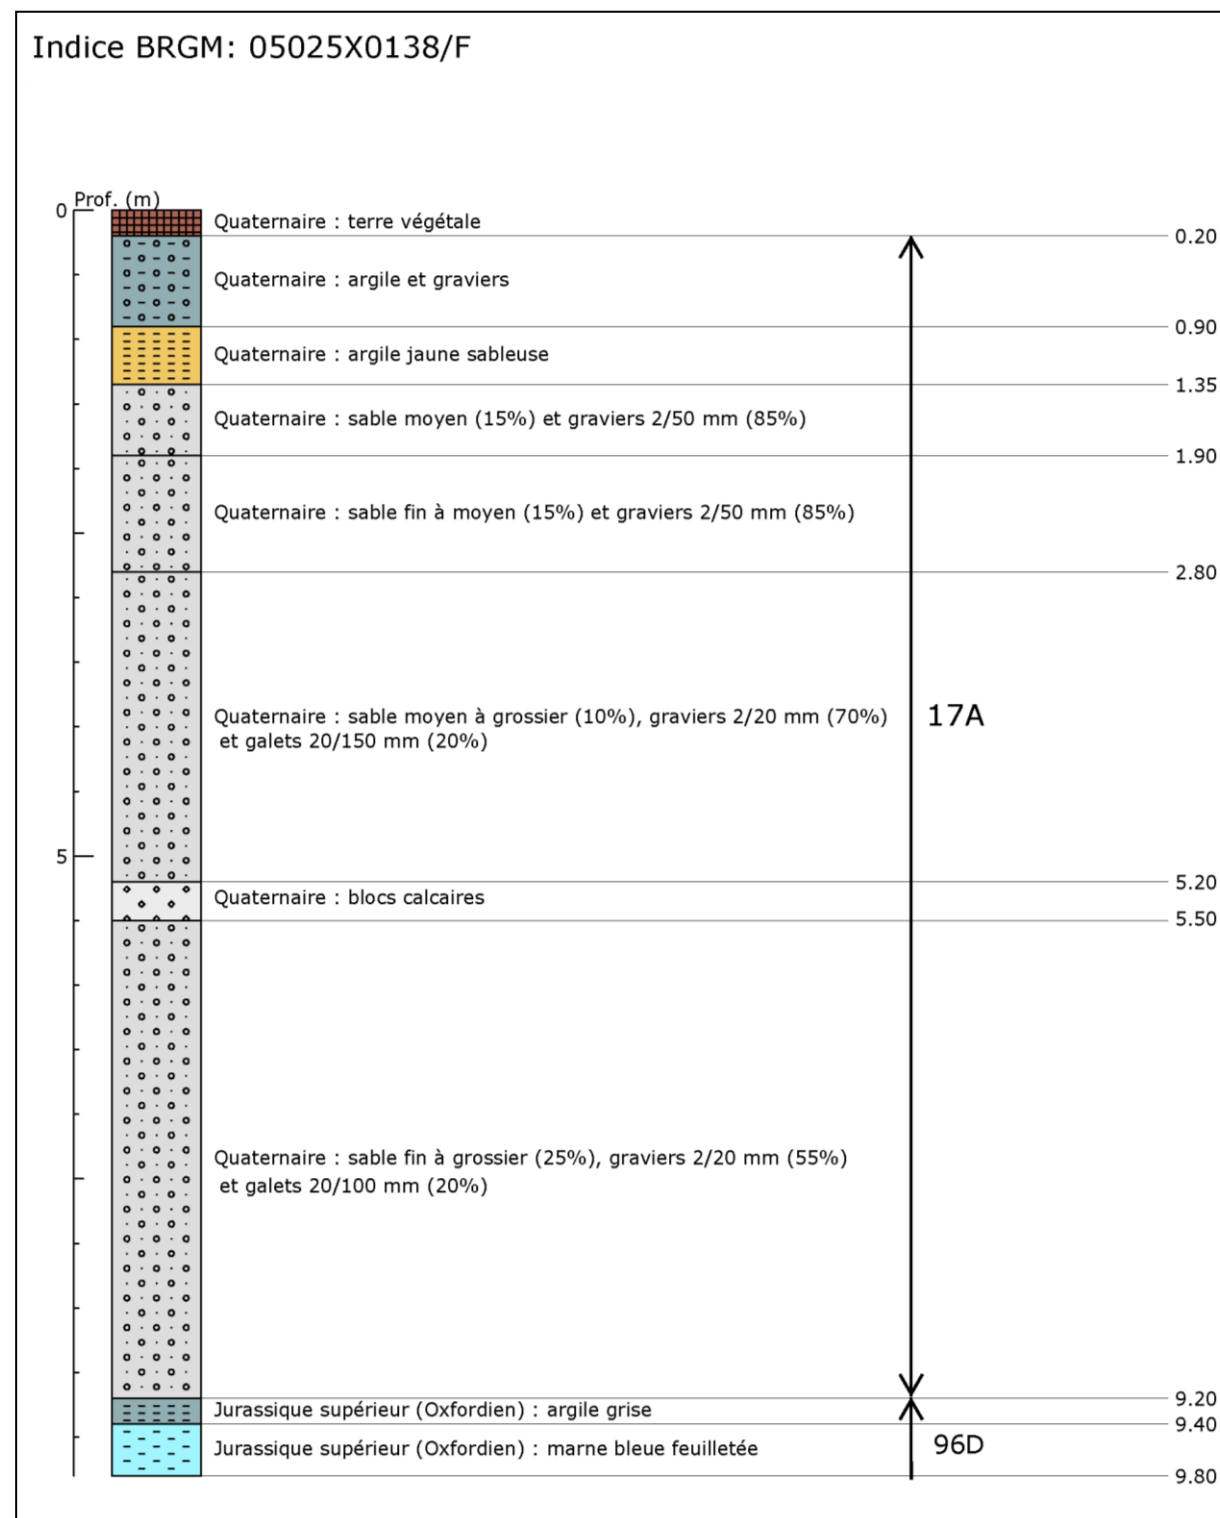 Indice BRGM: 05025X0138/F
Prof. (m)
0
Quaternaire : terre végétale
0.20
Quaternaire : argile et graviers
0.90
Quaternaire : argile jaune sableuse
1.35
Quaternaire : sable moyen (15%) et graviers 2/50 mm (85%)
1.90
Quaternaire : sable fin à moyen (15%) et graviers 2/50 mm (85%)
2.80
Quaternaire : sable moyen à grossier (10%), graviers 2/20 mm (70%)
et galets 20/150 mm (20%)
17A
5
5.20
Quaternaire : blocs calcaires
5.50
Quaternaire : sable fin à grossier (25%), graviers 2/20 mm (55%)
et galets 20/100 mm (20%)
9.20
Jurassique supérieur (Oxfordien) : argile grise
9.40
Jurassique supérieur (Oxfordien) : marne bleue feuilletée
96D
9.80